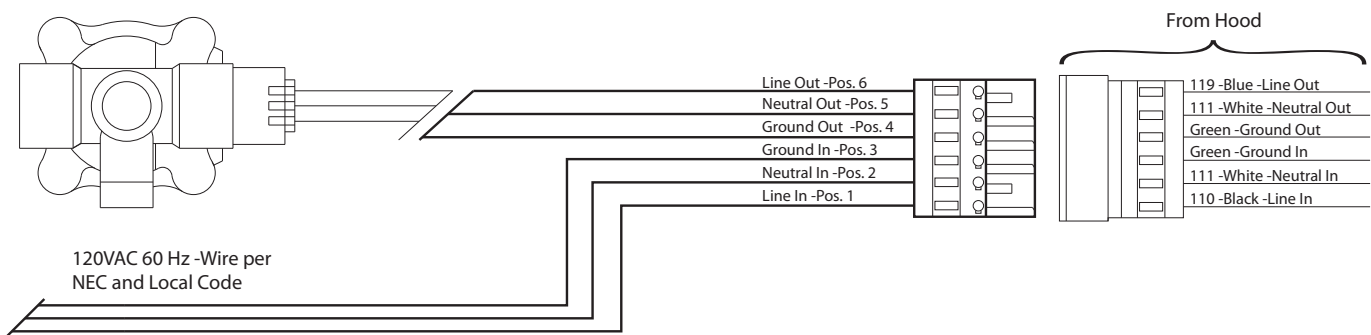 From Hood
Line Out -Pos. 6
Neutral Out -Pos. 5
Ground Out -Pos. 4
Ground In -Pos. 3
Neutral In -Pos. 2
Line In -Pos. 1
119 -Blue -Line Out
111 -White -Neutral Out
Green -Ground Out
Green -Ground In
111 -White -Neutral In
110 -Black -Line In
120VAC 60 Hz -Wire per
NEC and Local Code